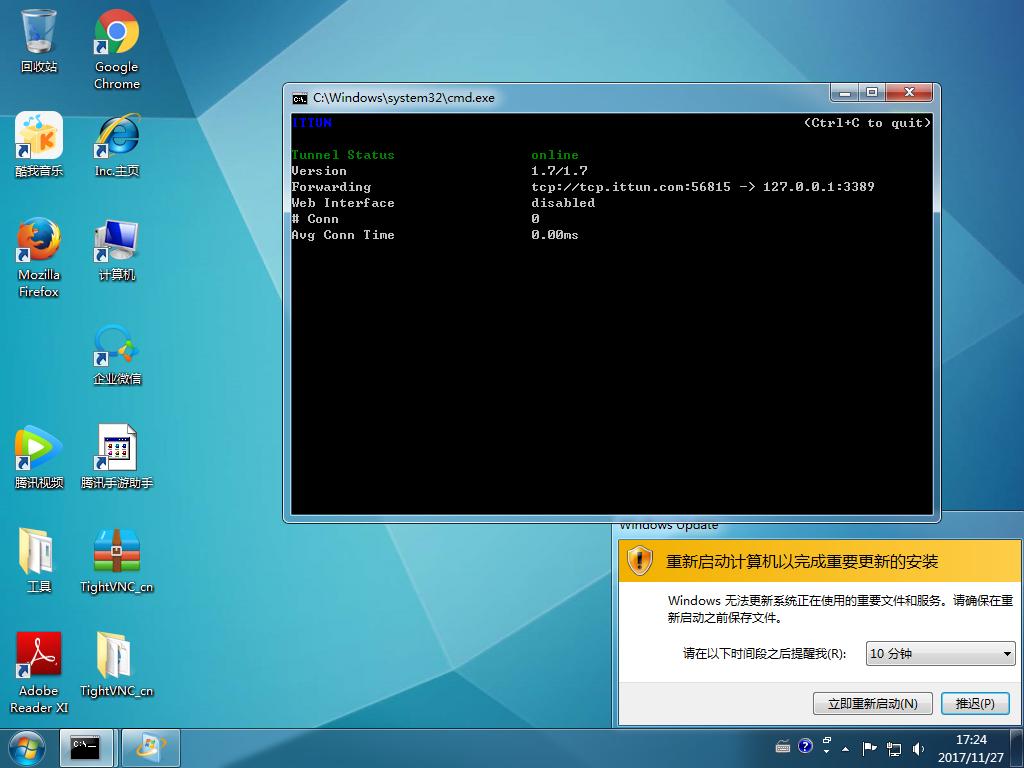 回收站
Google
Chrome
酷我音乐
Inc.主页
Mozilla
Firefox
计算机
企业微信
腾讯视频
腾讯手游助手
工具
TightVNC_cn
Adobe
Reader XI
TightVNC_cn
C:\Windows\system32\cmd.exe
ITTUN (Ctrl+C to quit)
Tunnel Status online
Version 1.7/1.7
Forwarding tcp://tcp.ittun.com:56815 -> 127.0.0.1:3389
Web Interface disabled
# Conn 0
Avg Conn Time 0.00ms
Windows Update
重新启动计算机以完成重要更新的安装
Windows 无法更新系统正在使用的重要文件和服务。请确保在重
新启动之前保存文件。
请在以下时间段之后提醒我(R):
10 分钟
立即重新启动(N)
推迟(P)
17:24
2017/11/27